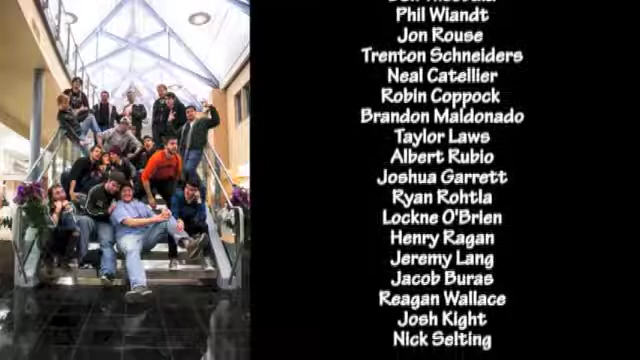 Phil Wiandt
Jon Rouse
Trenton Schneiders
Neal Catellier
Robin Coppock
Brandon Maldonado
Taylor Laws
Albert Rubio
Joshua Garrett
Ryan Rohtla
Lockne O'Brien
Henry Ragan
Jeremy Lang
Jacob Buras
Reagan Wallace
Josh Kight
Nick Selting